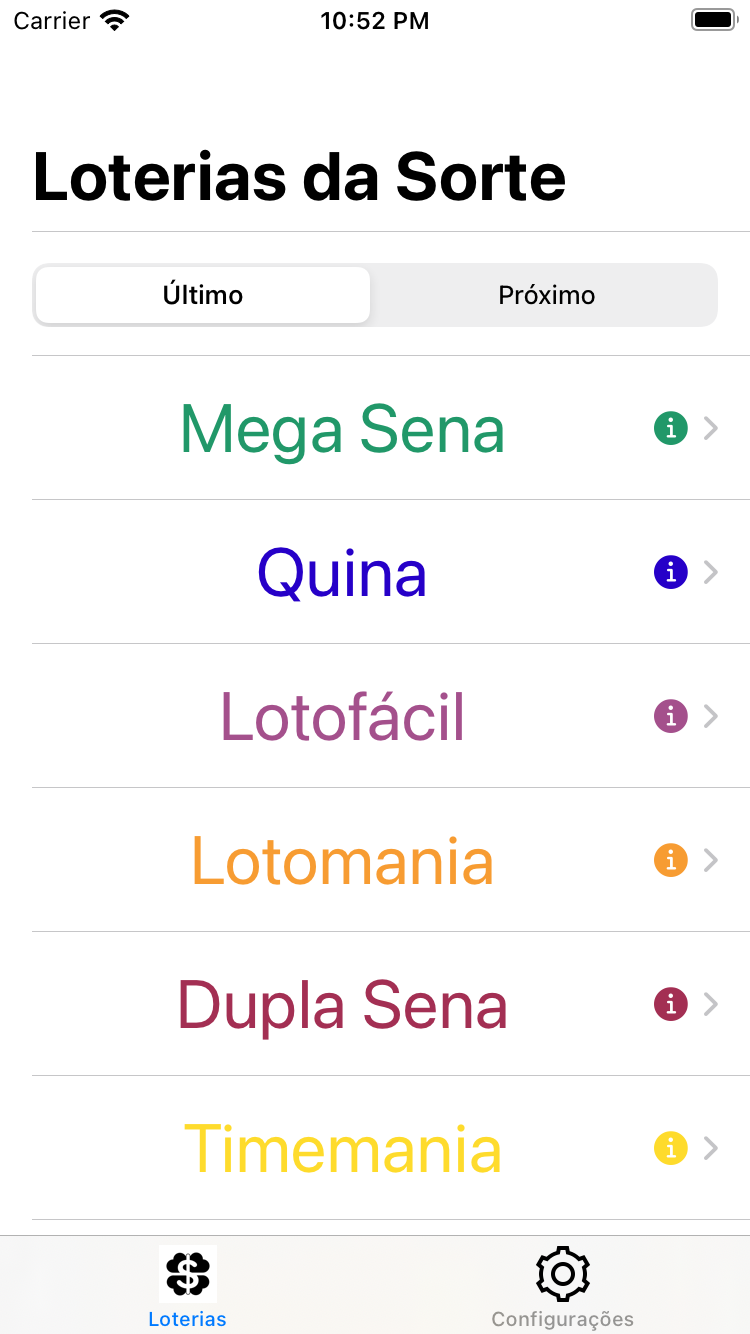 Carrier 10:52 PM
Loterias da Sorte
Último Próximo
Mega Sena
Quina
Lotofácil
Lotomania
Dupla Sena
Timemania
Loterias Configurações